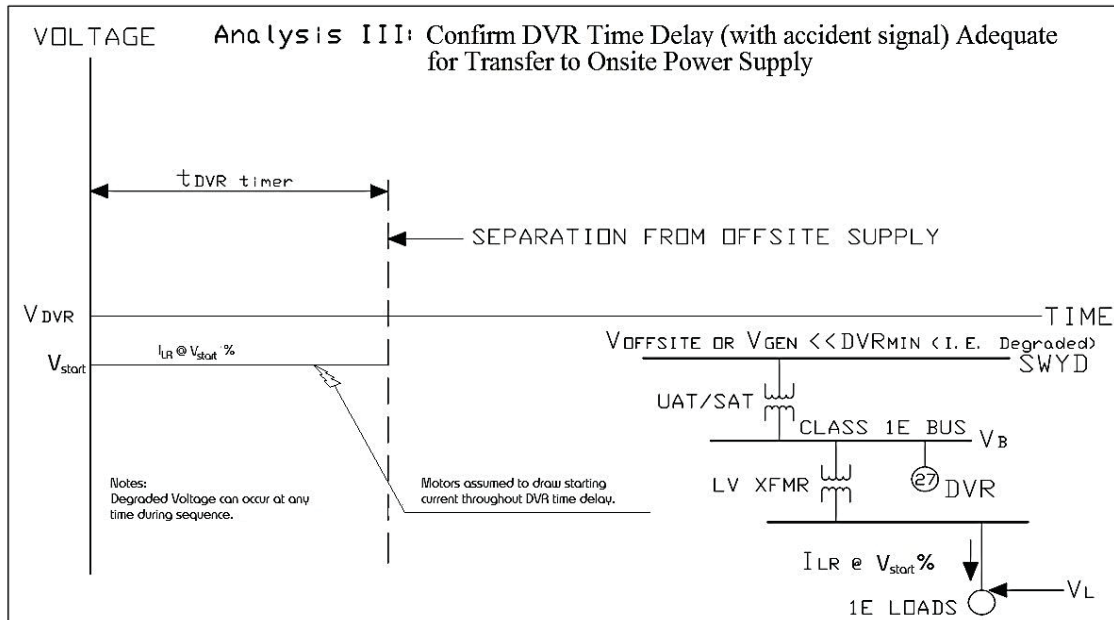 VOLTAGE
Analysis III: Confirm DVR Time Delay (with accident signal) Adequate
for Transfer to Onsite Power Supply
tDVR timer
SEPARATION FROM OFFSITE SUPPLY
VDVR
TIME
ILR @ Vstart %
Vstart
VOFFSITE OR VGEN <<DVRMIN (I.E. Degraded)
SWYD
UAT/SAT
CLASS 1E BUS
VB
Notes:
Degraded Voltage can occur at any
time during sequence.
Motors assumed to draw starting
current throughout DVR time delay.
LV XFMR
27
DVR
ILR @ Vstart%
VL
1E LOADS